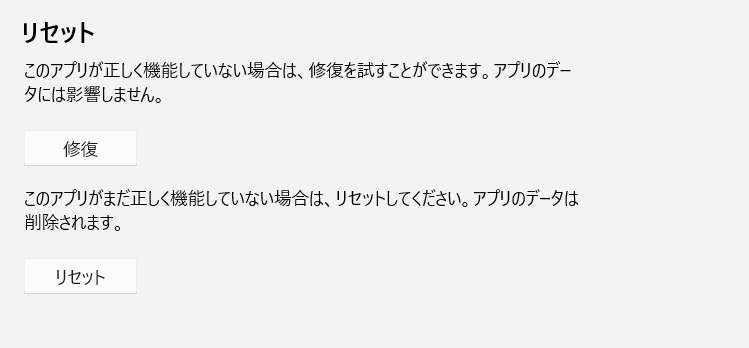 リセット
このアプリが正しく機能していない場合は、修復を試すことができます。アプリのデー
タには影響しません。
修復
このアプリがまだ正しく機能していない場合は、リセットしてください。アプリのデータは
削除されます。
リセット